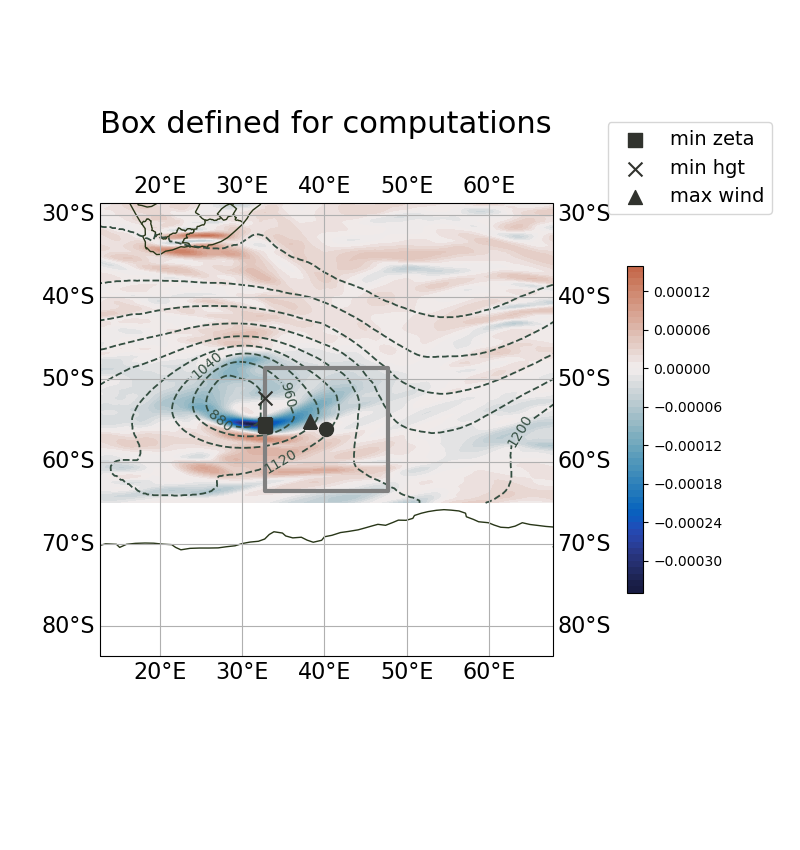 Box defined for computations
min zeta
min hgt
max wind
20°E 30°E 40°E 50°E 60°E
30°S 30°S
40°S 40°S
50°S 50°S
60°S 60°S
70°S 70°S
80°S 80°S
20°E 30°E 40°E 50°E 60°E
1040
960
880
1120
1200
0.00012
0.00006
0.00000
−0.00006
−0.00012
−0.00018
−0.00024
−0.00030